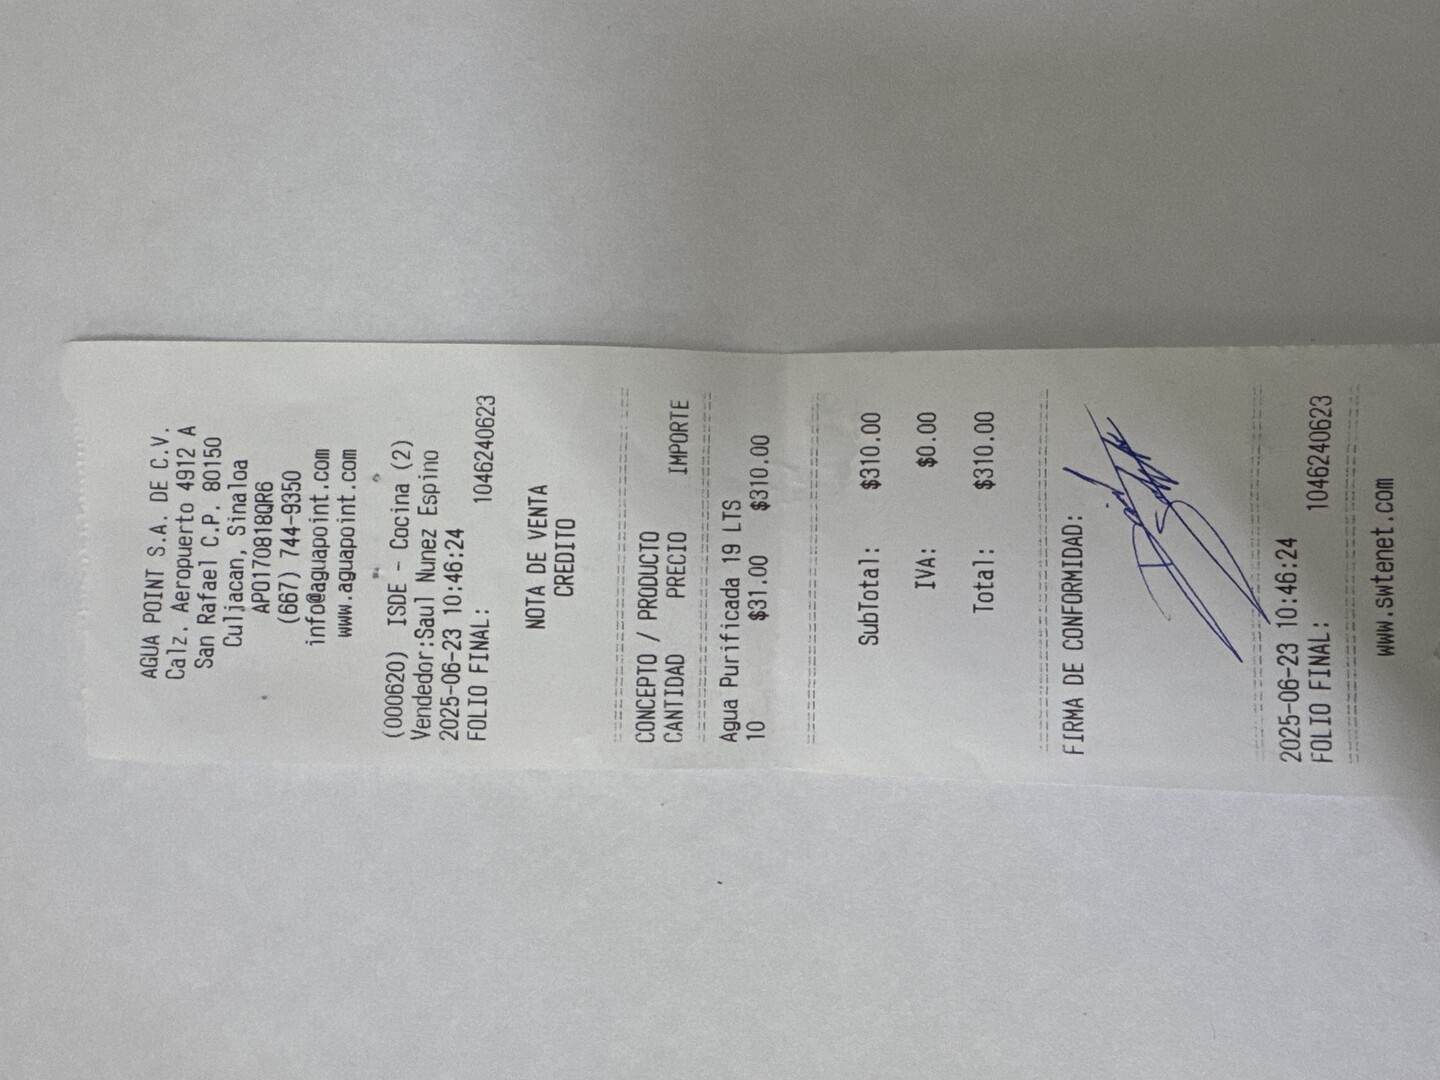 AGUA POINT S.A. DE C.V.
Calz. Aeropuerto 4912 A
San Rafael C.P. 80150
Culjacan, Sinaloa
APO170818QR6
(667) 744-9350
info@aguapoint.com
www.aguapoint.com
(000620) ISDE - Cocina (2)
Vendedor:Saul Nunez Espino
2025-06-23 10:46:24
FOLIO FINAL: 1046240623
NOTA DE VENTA
CREDITO
CONCEPTO / PRODUCTO
CANTIDAD PRECIO IMPORTE
Agua Purificada 19 LTS
10 $31.00 $310.00
SubTotal: $310.00
IVA: $0.00
Total: $310.00
FIRMA DE CONFORMIDAD:
2025-06-23 10:46:24
FOLIO FINAL: 1046240623
www.swtenet.com